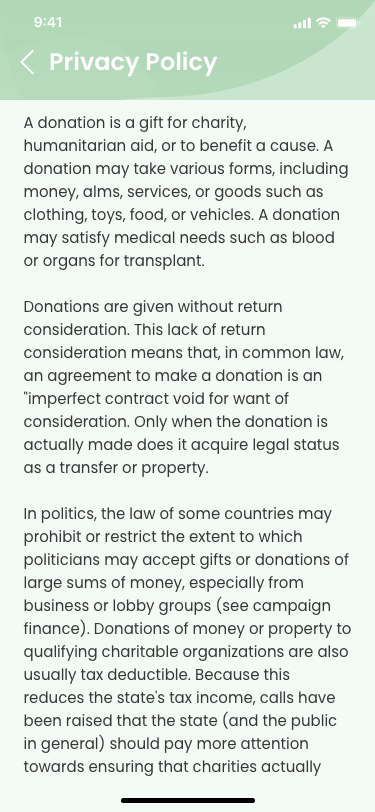 9:41
Privacy Policy
A donation is a gift for charity,
humanitarian aid, or to benefit a cause. A
donation may take various forms, including
money, alms, services, or goods such as
clothing, toys, food, or vehicles. A donation
may satisfy medical needs such as blood
or organs for transplant.
Donations are given without return
consideration. This lack of return
consideration means that, in common law,
an agreement to make a donation is an
"imperfect contract void for want of
consideration. Only when the donation is
actually made does it acquire legal status
as a transfer or property.
In politics, the law of some countries may
prohibit or restrict the extent to which
politicians may accept gifts or donations of
large sums of money, especially from
business or lobby groups (see campaign
finance). Donations of money or property to
qualifying charitable organizations are also
usually tax deductible. Because this
reduces the state's tax income, calls have
been raised that the state (and the public
in general) should pay more attention
towards ensuring that charities actually